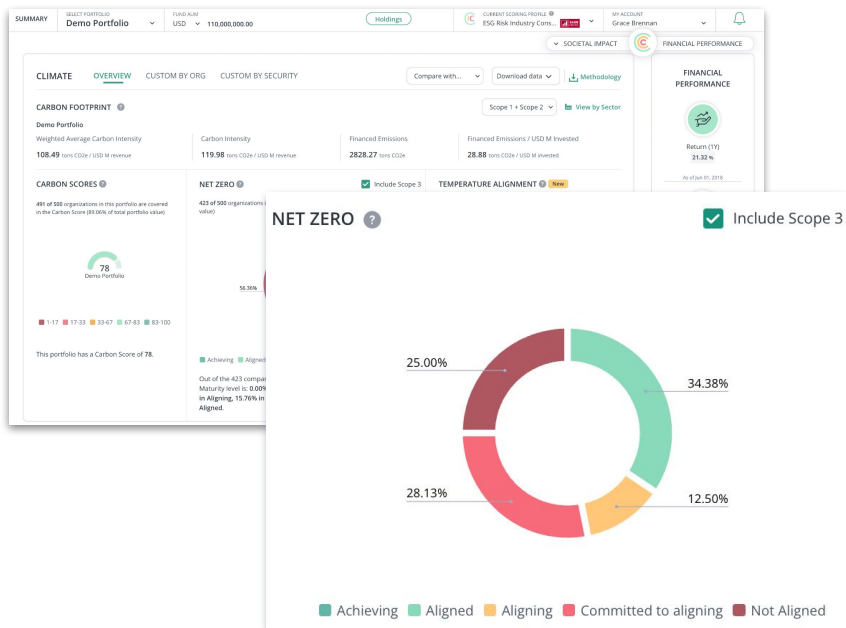 SUMMARY
SELECT PORTFOLIO
Demo Portfolio
FUND AUM
USD 110,000,000.00
Holdings
CURRENT SCORING PROFILE
ESG Risk Industry Cons...
MY ACCOUNT
Grace Brennan
SOCIETAL IMPACT
FINANCIAL PERFORMANCE
CLIMATE OVERVIEW CUSTOM BY ORG CUSTOM BY SECURITY
Compare with... Download data Methodology
CARBON FOOTPRINT ?
Scope 1 + Scope 2 View by Sector
Demo Portfolio
Weighted Average Carbon Intensity
108.49 tons CO2e / USD M revenue
Carbon Intensity
119.98 tons CO2e / USD M revenue
Financed Emissions
2828.27 tons CO2e
Financed Emissions / USD M Invested
28.88 tons CO2e / USD M invested
CARBON SCORES ?
491 of 500 organizations in this portfolio are covered
in the Carbon Score (89.06% of total portfolio value)
78
Demo Portfolio
1-17 17-33 33-67 67-83 83-100
This portfolio has a Carbon Score of 78.
NET ZERO ?
Include Scope 3
423 of 500 organizations
value)
56.36%
Achieving Aligned
Out of the 423
Maturity level is: 0.00%
in Aligning, 15.76% in
Aligned.
TEMPERATURE ALIGNMENT ? New
FINANCIAL
PERFORMANCE
Return (1Y)
21.32 %
As of Jun 01, 2018
NET ZERO ?
Include Scope 3
25.00%
34.38%
28.13%
12.50%
Achieving Aligned Aligning Committed to aligning Not Aligned